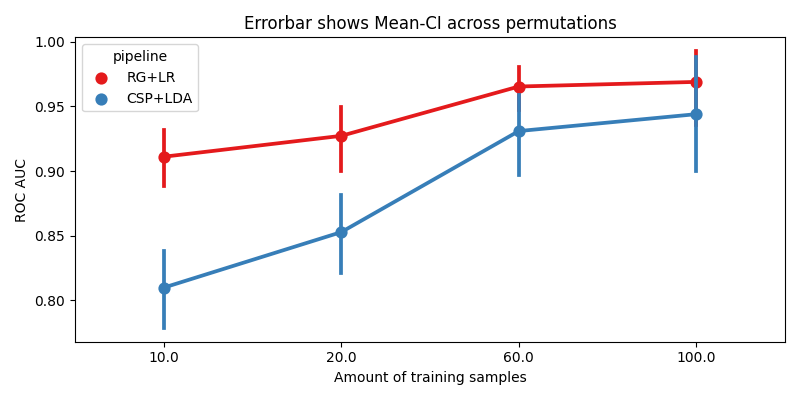 Errorbar shows Mean-CI across permutations
pipeline
RG+LR
CSP+LDA
1.00
0.95
0.90
0.85
0.80
ROC AUC
10.0
20.0
60.0
100.0
Amount of training samples